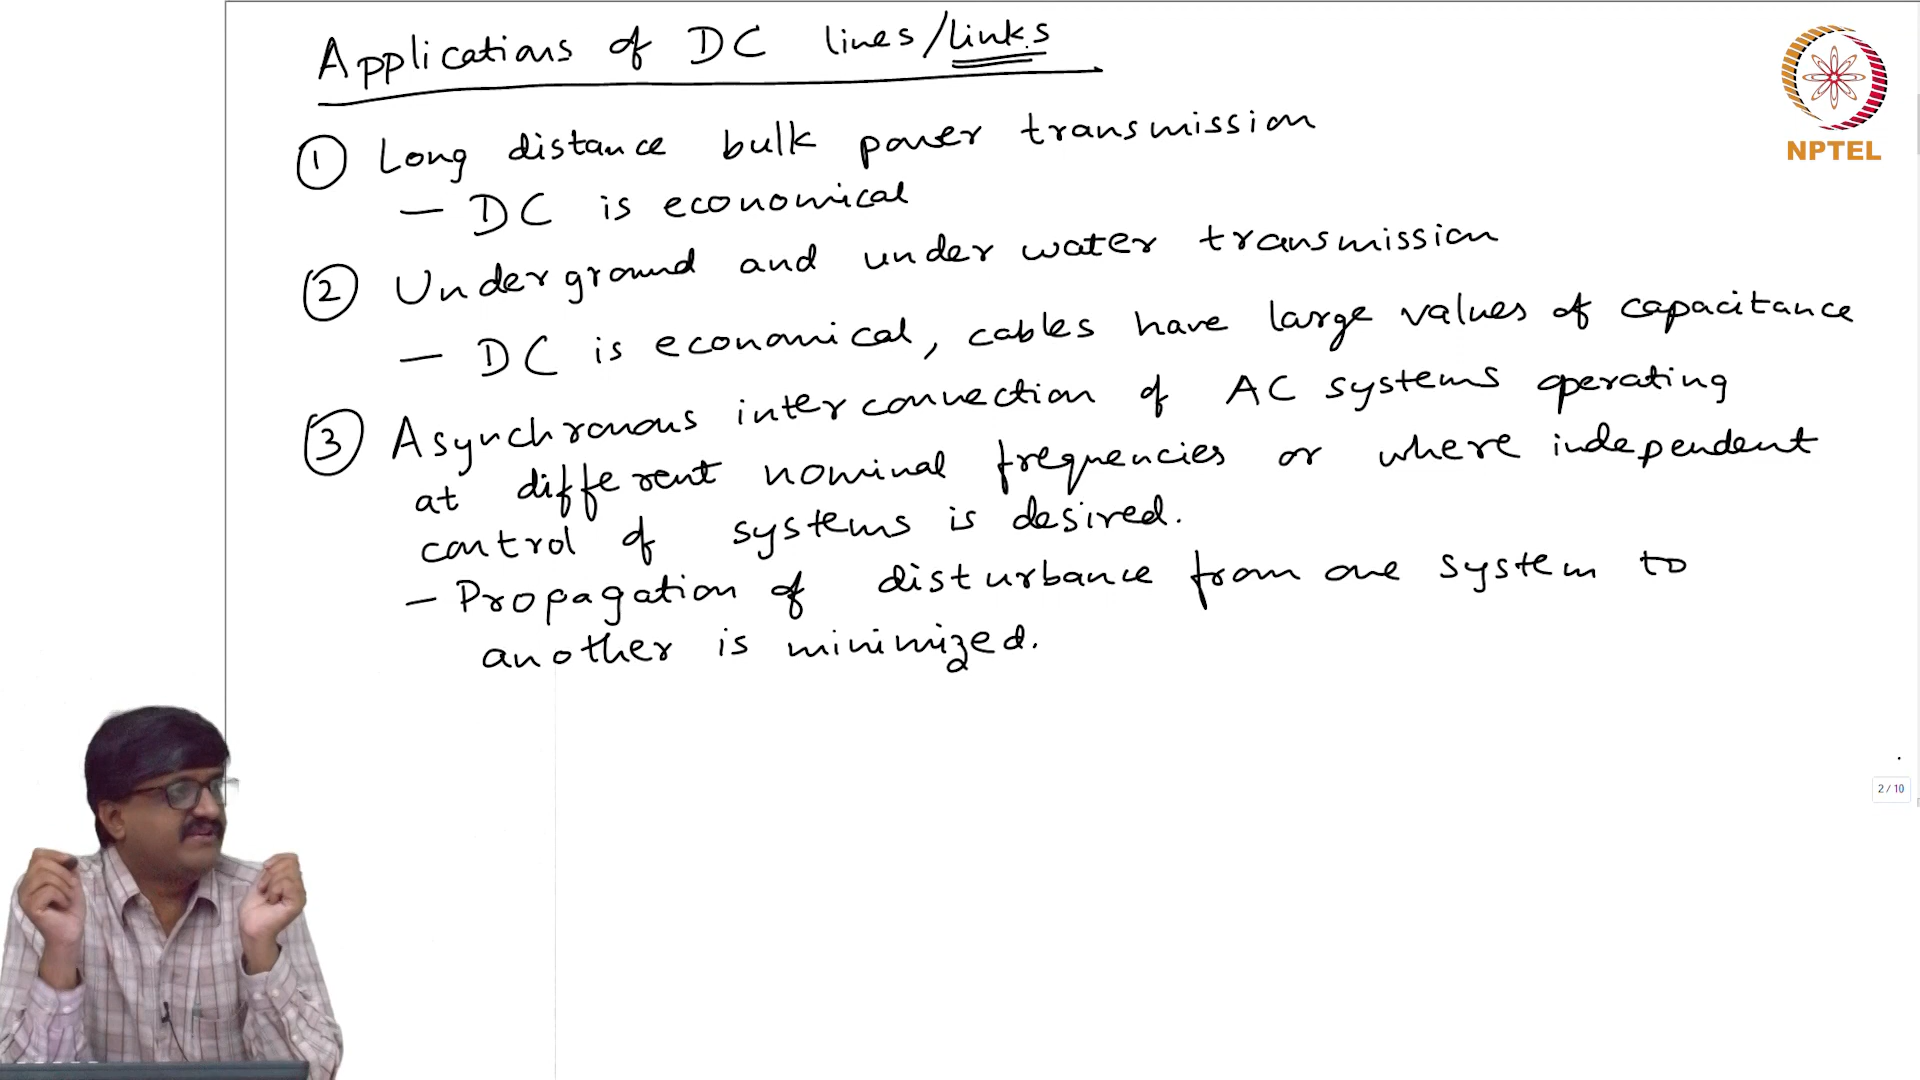 Applications of DC lines/links
① Long distance bulk power transmission
– DC is economical
② Underground and under water transmission
– DC is economical, cables have large values of capacitance
③ Asynchronous interconnection of AC systems operating
at different nominal frequencies or where independent
control of systems is desired.
– Propagation of disturbance from one system to
another is minimized.
NPTEL
2 / 10